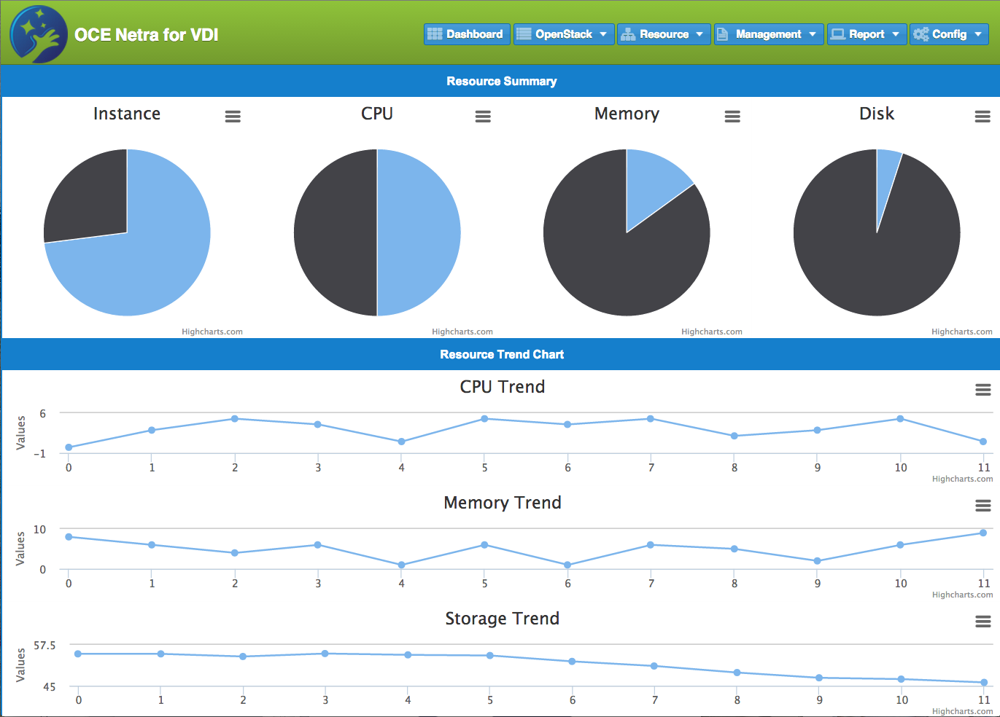 OCE Netra for VDI
Dashboard
OpenStack
Resource
Management
Report
Config
Resource Summary
Instance
CPU
Memory
Disk
Highcharts.com
Highcharts.com
Highcharts.com
Highcharts.com
Resource Trend Chart
CPU Trend
Values
6
-1
0 1 2 3 4 5 6 7 8 9 10 11
Highcharts.com
Memory Trend
Values
10
0
0 1 2 3 4 5 6 7 8 9 10 11
Highcharts.com
Storage Trend
Values
57.5
45
0 1 2 3 4 5 6 7 8 9 10 11
Highcharts.com